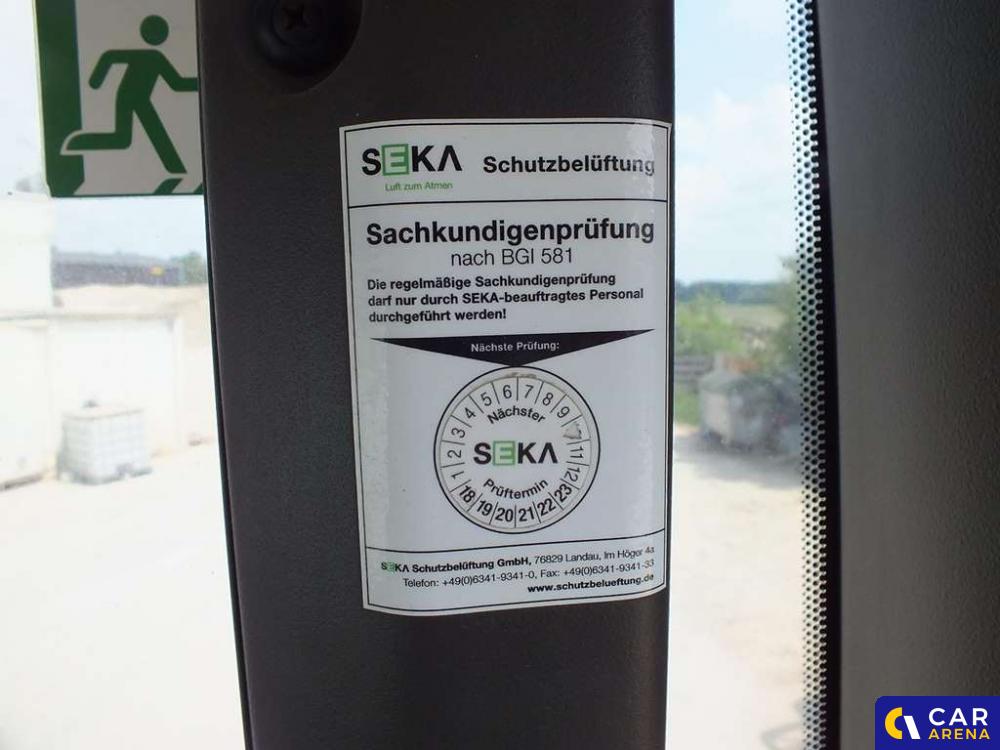 SEKA Schutzbelüftung
Luft zum Atmen
Sachkundigenprüfung
nach BGI 581
Die regelmäßige Sachkundigenprüfung
darf nur durch SEKA-beauftragtes Personal
durchgeführt werden!
Nächste Prüfung:
1 2 3 4 5 6 7 8 9 11 12
Nächster
SEKA
Prüftermin
18 19 20 21 22 23
SEKA Schutzbelüftung GmbH, 76829 Landau, Im Höger 4a
Telefon: +49(0)6341-9341-0, Fax: +49(0)6341-9341-33
www.schutzbelueftung.de
CAR
ARENA